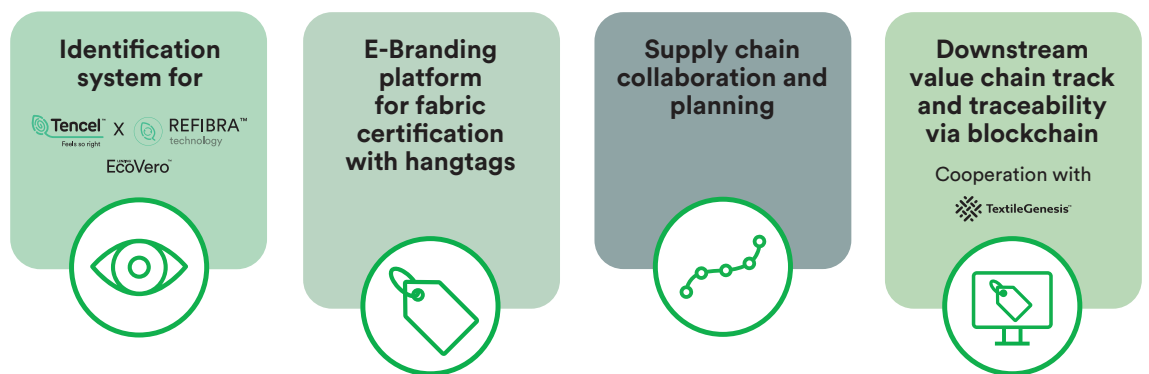 Identification
system for
Tencel™ X REFIBRA™
Feels so right
technology
LENZING
EcoVero™
E-Branding
platform
for fabric
certification
with hangtags
Supply chain
collaboration and
planning
Downstream
value chain track
and traceability
via blockchain
Cooperation with
TextileGenesis™